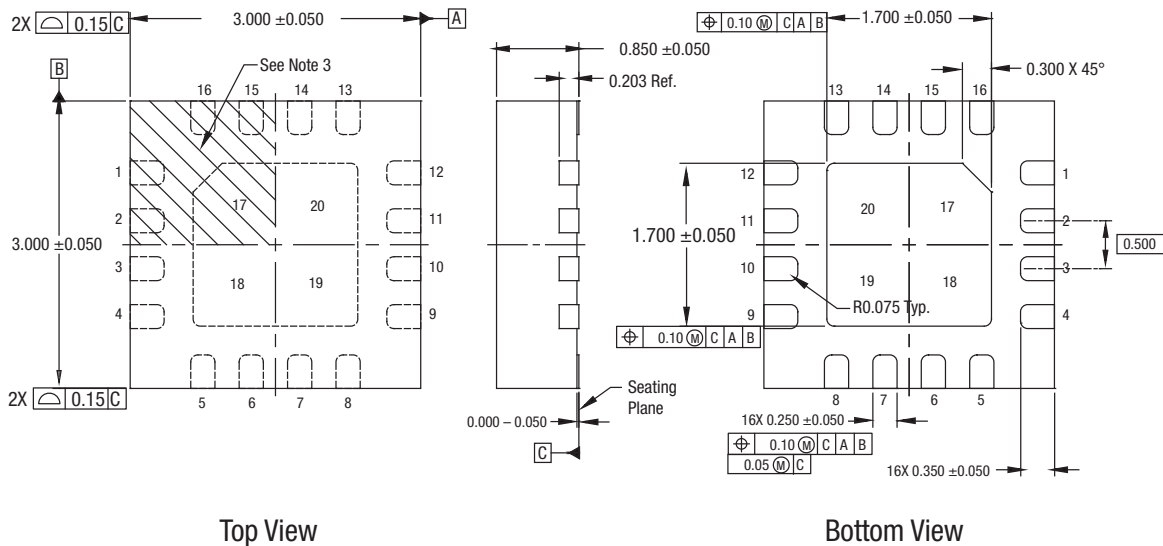 2X ⌓ 0.15 C
3.000 ±0.050
A
B
See Note 3
16 15 14 13
1
2
3
4
3.000 ±0.050
17 20
18 19
12
11
10
9
5 6 7 8
2X ⌓ 0.15 C
0.850 ±0.050
0.203 Ref.
Seating
Plane
0.000 – 0.050
C
⌖ 0.10 Ⓜ C A B
1.700 ±0.050
0.300 X 45°
13 14 15 16
12
11
10
9
1.700 ±0.050
20 17
19 18
1
2
3
4
0.500
R0.075 Typ.
⌖ 0.10 Ⓜ C A B
8 7 6 5
16X 0.250 ±0.050
⌖ 0.10 Ⓜ C A B
0.05 Ⓜ C
16X 0.350 ±0.050
Top View
Bottom View